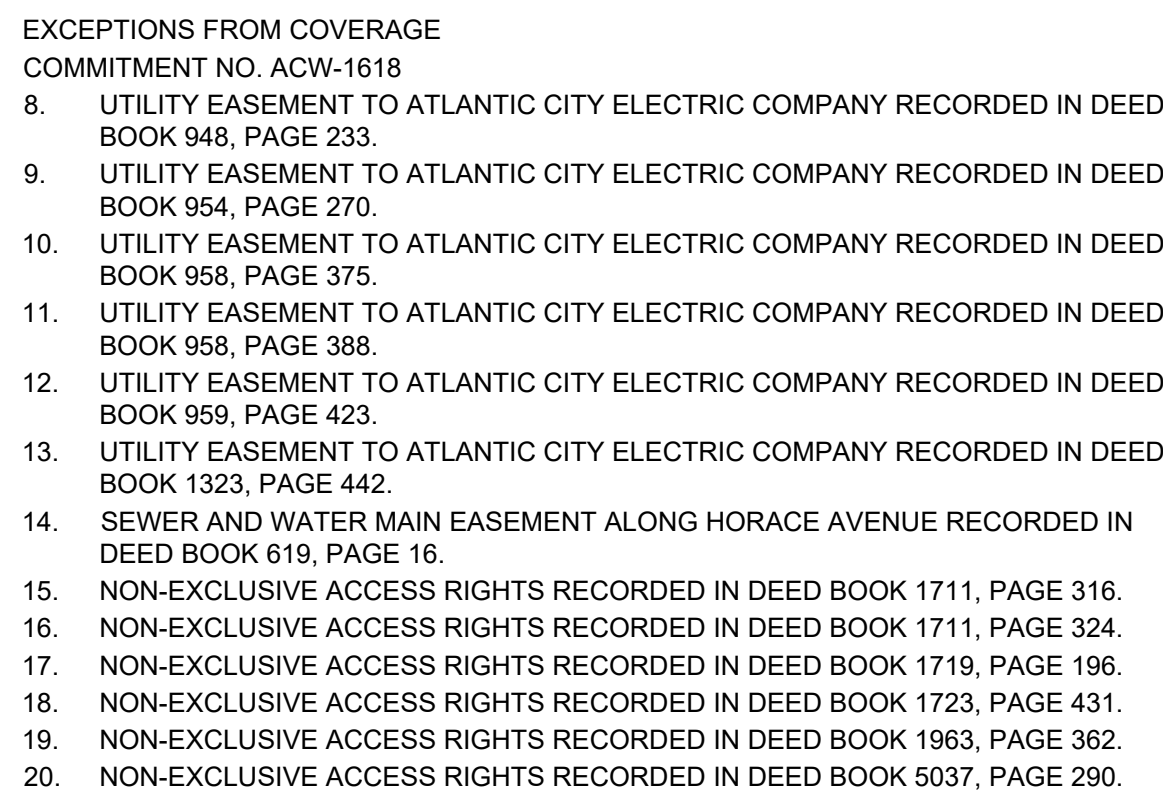 EXCEPTIONS FROM COVERAGE
COMMITMENT NO. ACW-1618
8. UTILITY EASEMENT TO ATLANTIC CITY ELECTRIC COMPANY RECORDED IN DEED
BOOK 948, PAGE 233.
9. UTILITY EASEMENT TO ATLANTIC CITY ELECTRIC COMPANY RECORDED IN DEED
BOOK 954, PAGE 270.
10. UTILITY EASEMENT TO ATLANTIC CITY ELECTRIC COMPANY RECORDED IN DEED
BOOK 958, PAGE 375.
11. UTILITY EASEMENT TO ATLANTIC CITY ELECTRIC COMPANY RECORDED IN DEED
BOOK 958, PAGE 388.
12. UTILITY EASEMENT TO ATLANTIC CITY ELECTRIC COMPANY RECORDED IN DEED
BOOK 959, PAGE 423.
13. UTILITY EASEMENT TO ATLANTIC CITY ELECTRIC COMPANY RECORDED IN DEED
BOOK 1323, PAGE 442.
14. SEWER AND WATER MAIN EASEMENT ALONG HORACE AVENUE RECORDED IN
DEED BOOK 619, PAGE 16.
15. NON-EXCLUSIVE ACCESS RIGHTS RECORDED IN DEED BOOK 1711, PAGE 316.
16. NON-EXCLUSIVE ACCESS RIGHTS RECORDED IN DEED BOOK 1711, PAGE 324.
17. NON-EXCLUSIVE ACCESS RIGHTS RECORDED IN DEED BOOK 1719, PAGE 196.
18. NON-EXCLUSIVE ACCESS RIGHTS RECORDED IN DEED BOOK 1723, PAGE 431.
19. NON-EXCLUSIVE ACCESS RIGHTS RECORDED IN DEED BOOK 1963, PAGE 362.
20. NON-EXCLUSIVE ACCESS RIGHTS RECORDED IN DEED BOOK 5037, PAGE 290.